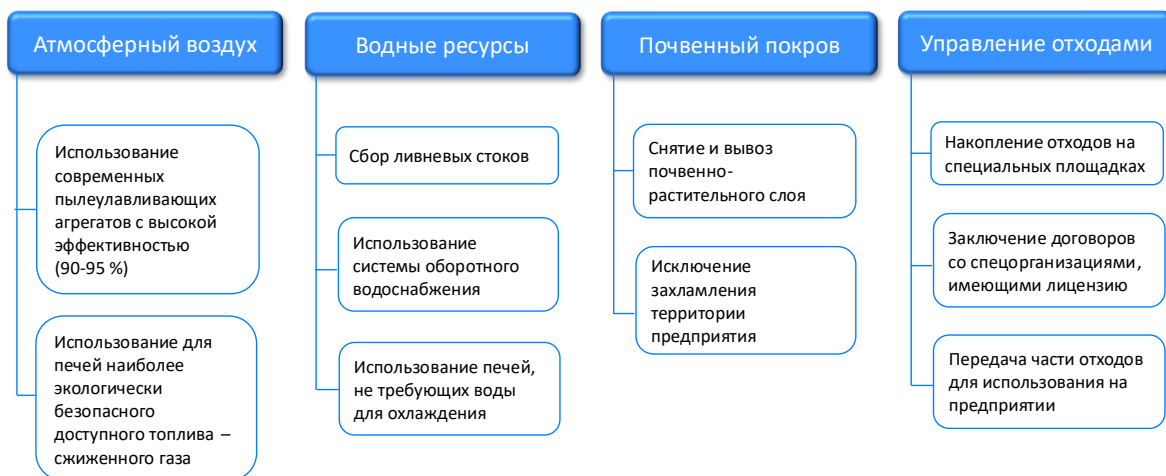 Атмосферный воздух
Использование
современных
пылеулавливающих
агрегатов с высокой
эффективностью
(90-95 %)
Использование для
печей наиболее
экологически
безопасного
доступного топлива –
сжиженного газа
Водные ресурсы
Сбор ливневых стоков
Использование
системы оборотного
водоснабжения
Использование печей,
не требующих воды
для охлаждения
Почвенный покров
Снятие и вывоз
почвенно-
растительного слоя
Исключение
захламления
территории
предприятия
Управление отходами
Накопление отходов на
специальных площадках
Заключение договоров
со спецорганизациями,
имеющими лицензию
Передача части отходов
для использования на
предприятии